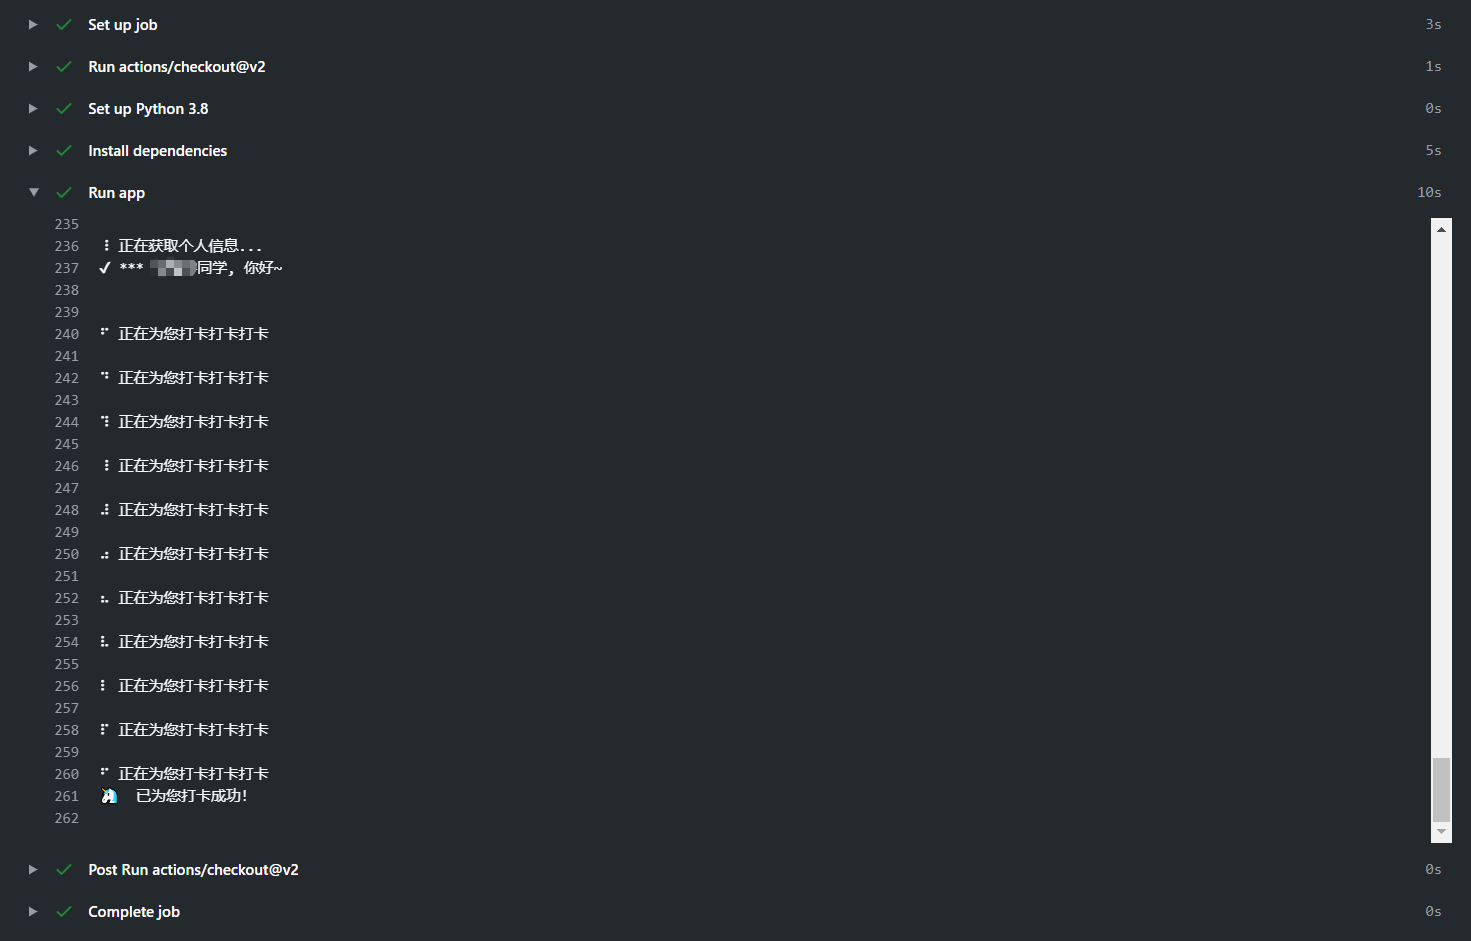 Set up job 3s
Run actions/checkout@v2 1s
Set up Python 3.8 0s
Install dependencies 5s
Run app 10s
235
236 ⠸ 正在获取个人信息...
237 ✔ *** 同学, 你好~
238
239
240 ⠋ 正在为您打卡打卡打卡
241
242 ⠙ 正在为您打卡打卡打卡
243
244 ⠹ 正在为您打卡打卡打卡
245
246 ⠸ 正在为您打卡打卡打卡
247
248 ⠼ 正在为您打卡打卡打卡
249
250 ⠴ 正在为您打卡打卡打卡
251
252 ⠦ 正在为您打卡打卡打卡
253
254 ⠧ 正在为您打卡打卡打卡
255
256 ⠇ 正在为您打卡打卡打卡
257
258 ⠏ 正在为您打卡打卡打卡
259
260 ⠋ 正在为您打卡打卡打卡
261 🦄 已为您打卡成功!
262
Post Run actions/checkout@v2 0s
Complete job 0s